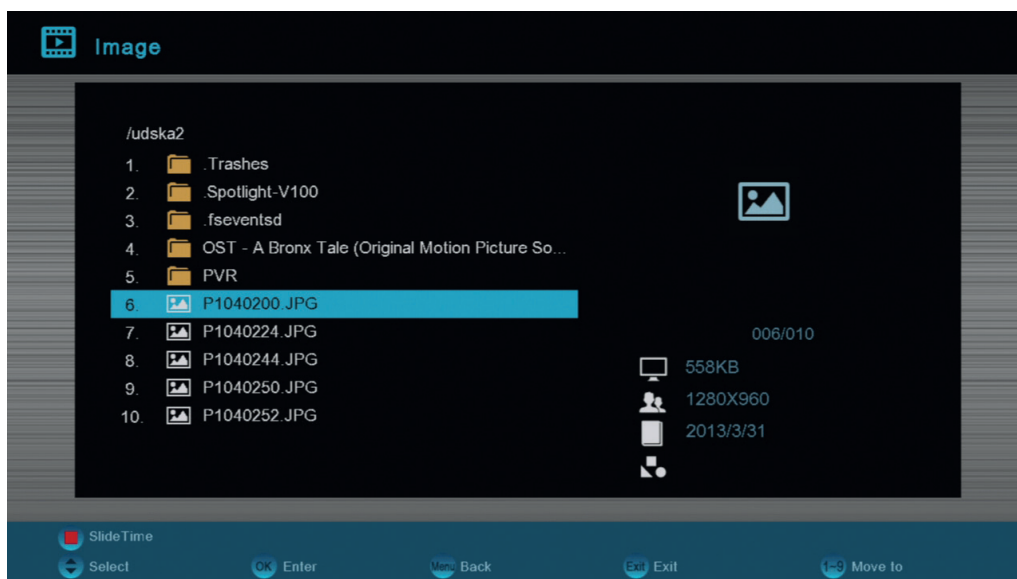 Image
/udska2
1. .Trashes
2. .Spotlight-V100
3. .fseventsd
4. OST - A Bronx Tale (Original Motion Picture So...
5. PVR
6. P1040200.JPG
7. P1040224.JPG
8. P1040244.JPG
9. P1040250.JPG
10. P1040252.JPG
006/010
558KB
1280X960
2013/3/31
SlideTime
Select
OK Enter
Menu Back
Exit Exit
1-9 Move to